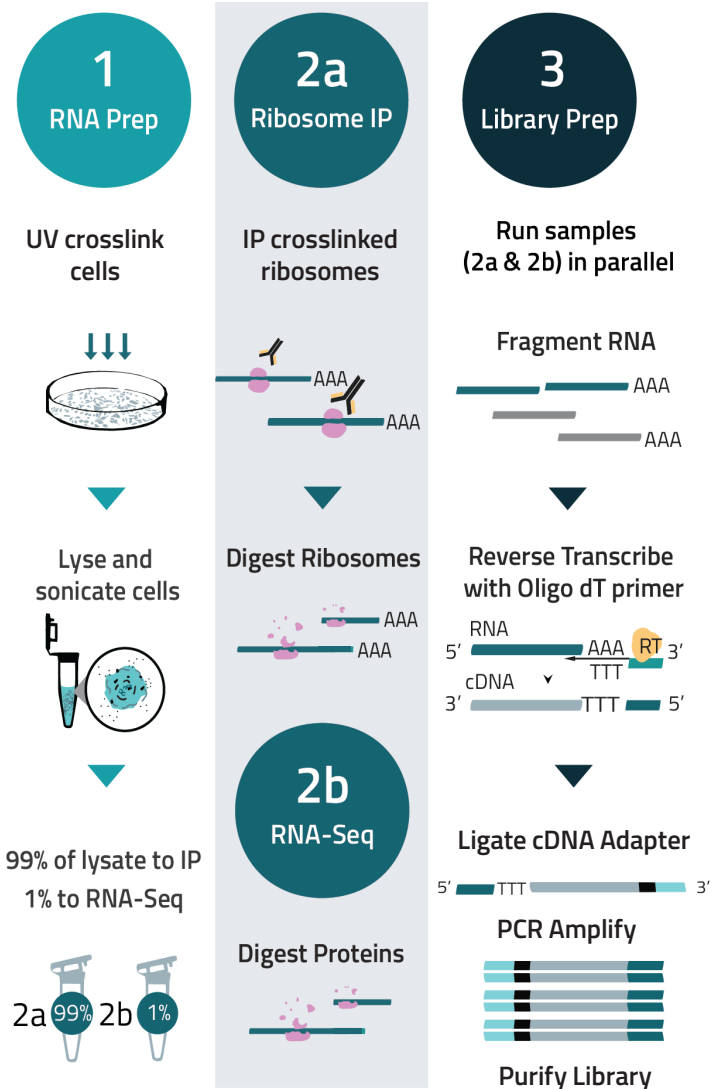 1
RNA Prep
UV crosslink
cells
Lyse and
sonicate cells
99% of lysate to IP
1% to RNA-Seq
2a 99% 2b 1%
2a
Ribosome IP
IP crosslinked
ribosomes
AAA
AAA
Digest Ribosomes
AAA
AAA
2b
RNA-Seq
Digest Proteins
3
Library Prep
Run samples
(2a & 2b) in parallel
Fragment RNA
AAA
AAA
Reverse Transcribe
with Oligo dT primer
RNA
5′ AAA RT 3′
TTT
cDNA
3′ TTT 5′
Ligate cDNA Adapter
5′ TTT 3′
PCR Amplify
Purify Library